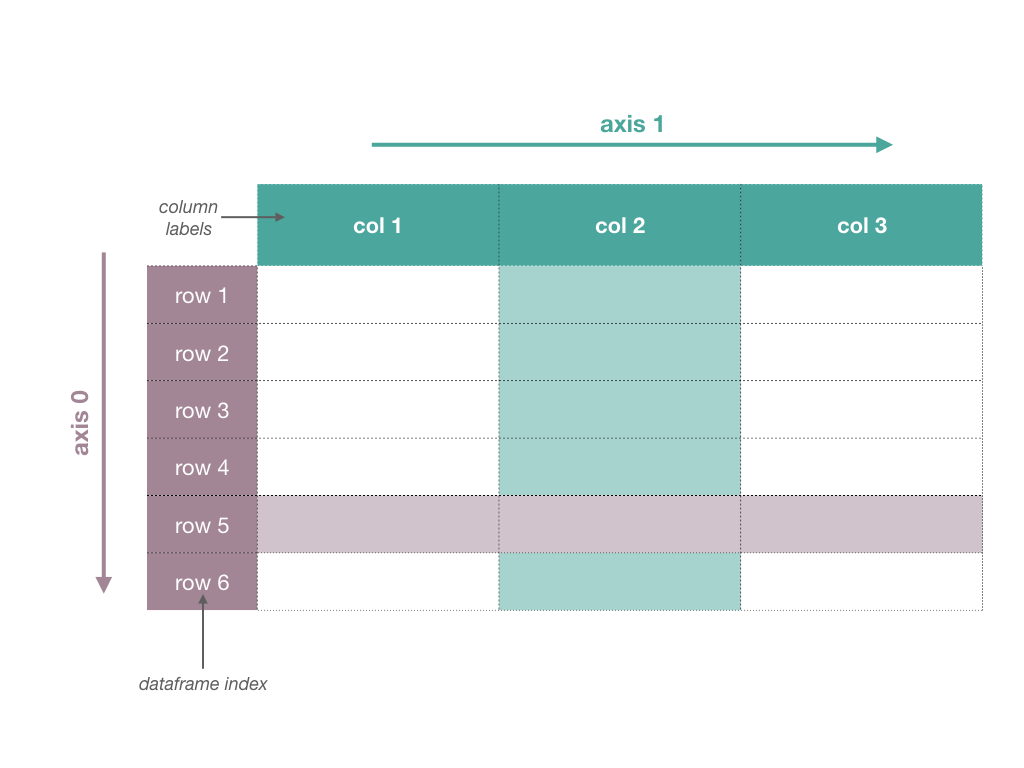 axis 1
column
labels
col 1
col 2
col 3
axis 0
row 1
row 2
row 3
row 4
row 5
row 6
dataframe index